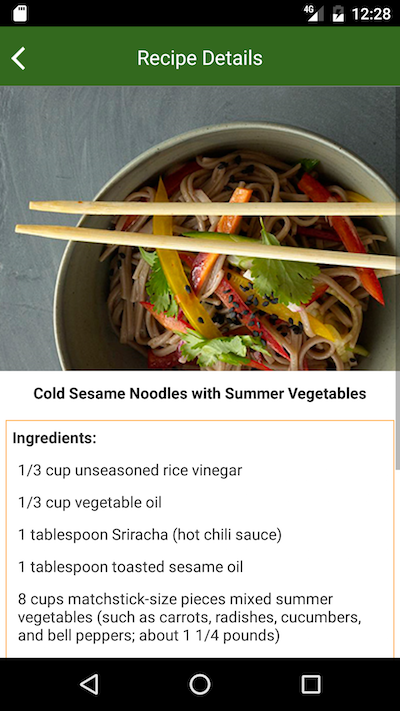 4G 12:28
Recipe Details
Cold Sesame Noodles with Summer Vegetables
Ingredients:
1/3 cup unseasoned rice vinegar
1/3 cup vegetable oil
1 tablespoon Sriracha (hot chili sauce)
1 tablespoon toasted sesame oil
8 cups matchstick-size pieces mixed summer
vegetables (such as carrots, radishes, cucumbers,
and bell peppers; about 1 1/4 pounds)